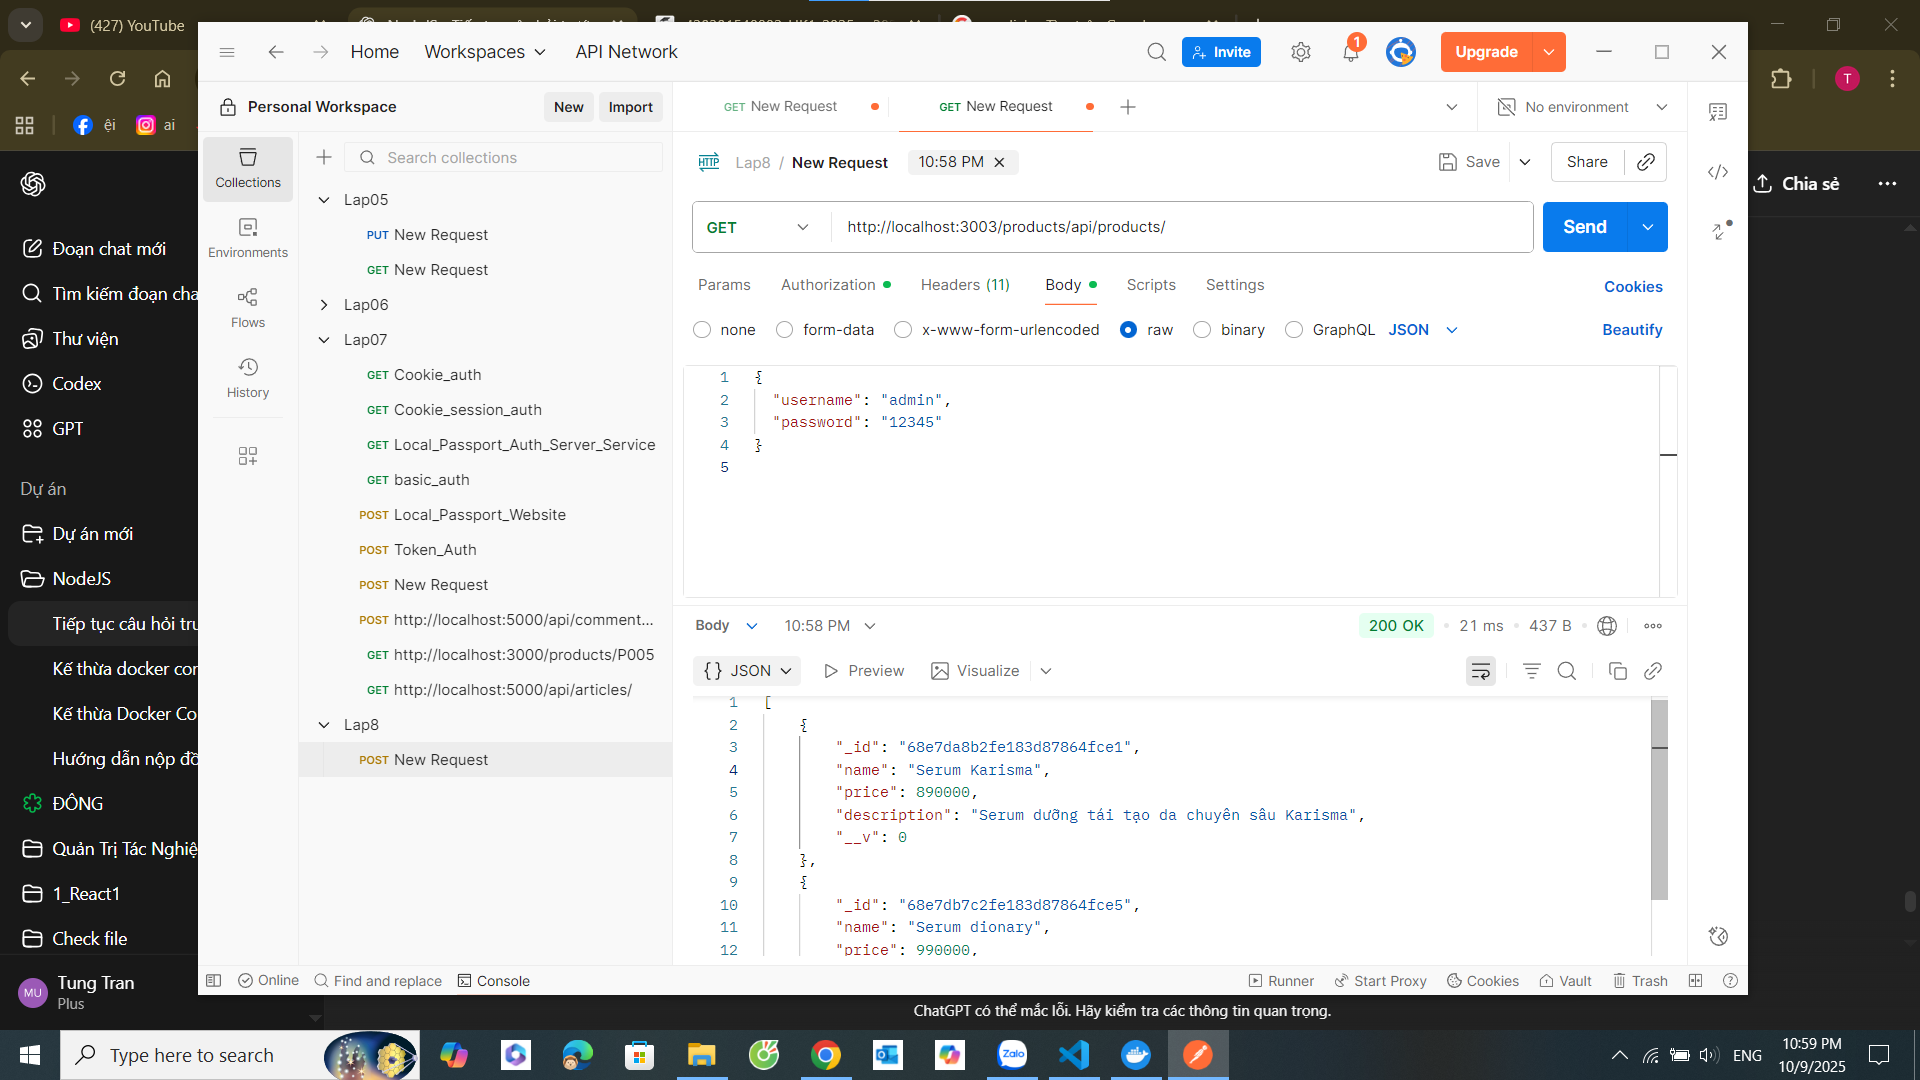 (427) YouTube
Home
Workspaces
API Network
Invite
1
Upgrade
T
ệi
ai
Personal Workspace
New
Import
GET New Request
GET New Request
No environment
Collections
Environments
Flows
History
Search collections
Lap05
PUT New Request
GET New Request
Lap06
Lap07
GET Cookie_auth
GET Cookie_session_auth
GET Local_Passport_Auth_Server_Service
GET basic_auth
POST Local_Passport_Website
POST Token_Auth
POST New Request
POST http://localhost:5000/api/comment...
GET http://localhost:3000/products/P005
GET http://localhost:5000/api/articles/
Lap8
POST New Request
HTTP
Lap8 / New Request
10:58 PM
Save
Share
GET
http://localhost:3003/products/api/products/
Send
Params
Authorization
Headers (11)
Body
Scripts
Settings
Cookies
none
form-data
x-www-form-urlencoded
raw
binary
GraphQL
JSON
Beautify
1 {
2 "username": "admin",
3 "password": "12345"
4 }
5
Body
10:58 PM
200 OK
21 ms
437 B
{} JSON
Preview
Visualize
1 [
2 {
3 "_id": "68e7da8b2fe183d87864fce1",
4 "name": "Serum Karisma",
5 "price": 890000,
6 "description": "Serum dưỡng tái tạo da chuyên sâu Karisma",
7 "__v": 0
8 },
9 {
10 "_id": "68e7db7c2fe183d87864fce5",
11 "name": "Serum dionary",
12 "price": 990000,
Online
Find and replace
Console
Runner
Start Proxy
Cookies
Vault
Trash
Chia sẻ
Đoạn chat mới
Tìm kiếm đoạn cha
Thư viện
Codex
GPT
Dự án
Dự án mới
NodeJS
Tiếp tục câu hỏi trư
Kế thừa docker con
Kế thừa Docker Co
Hướng dẫn nộp đồ
ĐÔNG
Quản Trị Tác Nghiệ
1_React1
Check file
MU
Tung Tran
Plus
ChatGPT có thể mắc lỗi. Hãy kiểm tra các thông tin quan trọng.
Type here to search
Zalo
ENG
10:59 PM
10/9/2025